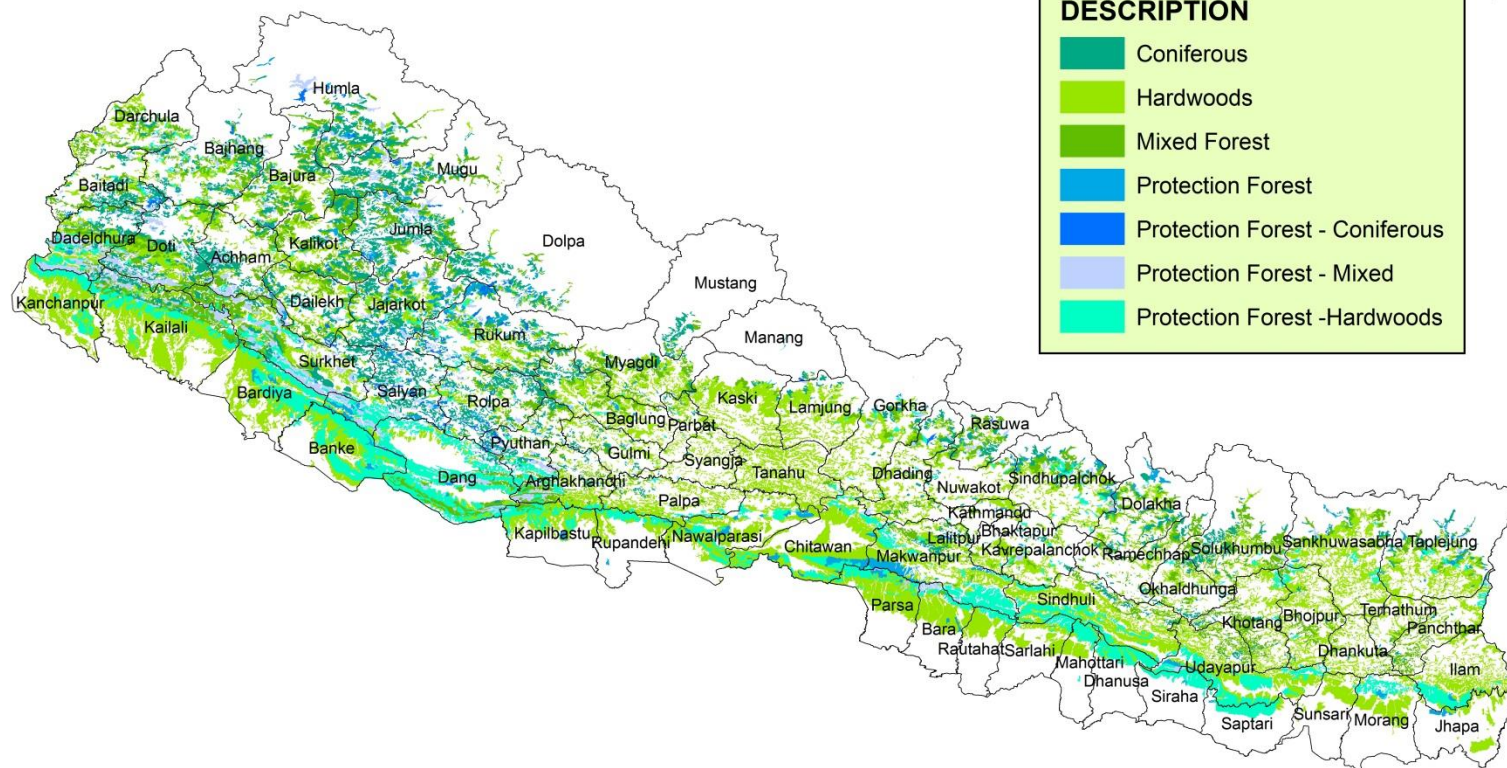 DESCRIPTION
Coniferous
Hardwoods
Mixed Forest
Protection Forest
Protection Forest - Coniferous
Protection Forest - Mixed
Protection Forest -Hardwoods
Humla
Darchula
Bajhang
Bajura
Mugu
Baitadi
Dadeldhura
Doti
Achham
Kalikot
Jumla
Dolpa
Mustang
Manang
Kanchanpur
Kailali
Dailekh
Jajarkot
Rukum
Surkhet
Salyan
Rolpa
Myagdi
Bardiya
Banke
Dang
Pyuthan
Baglung
Parbat
Kaski
Lamjung
Gorkha
Rasuwa
Gulmi
Syangja
Tanahu
Dhading
Nuwakot
Sindhupalchok
Dolakha
Arghakhanchi
Palpa
Kathmandu
Bhaktapur
Lalitpur
Kavrepalanchok
Ramechhap
Solukhumbu
Sankhuwasabha
Taplejung
Kapilbastu
Rupandehi
Nawalparasi
Chitawan
Makwanpur
Sindhuli
Okhaldhunga
Khotang
Bhojpur
Terhathum
Panchthar
Parsa
Bara
Rautahat
Sarlahi
Mahottari
Dhanusa
Siraha
Udayapur
Dhankuta
Ilam
Saptari
Sunsari
Morang
Jhapa